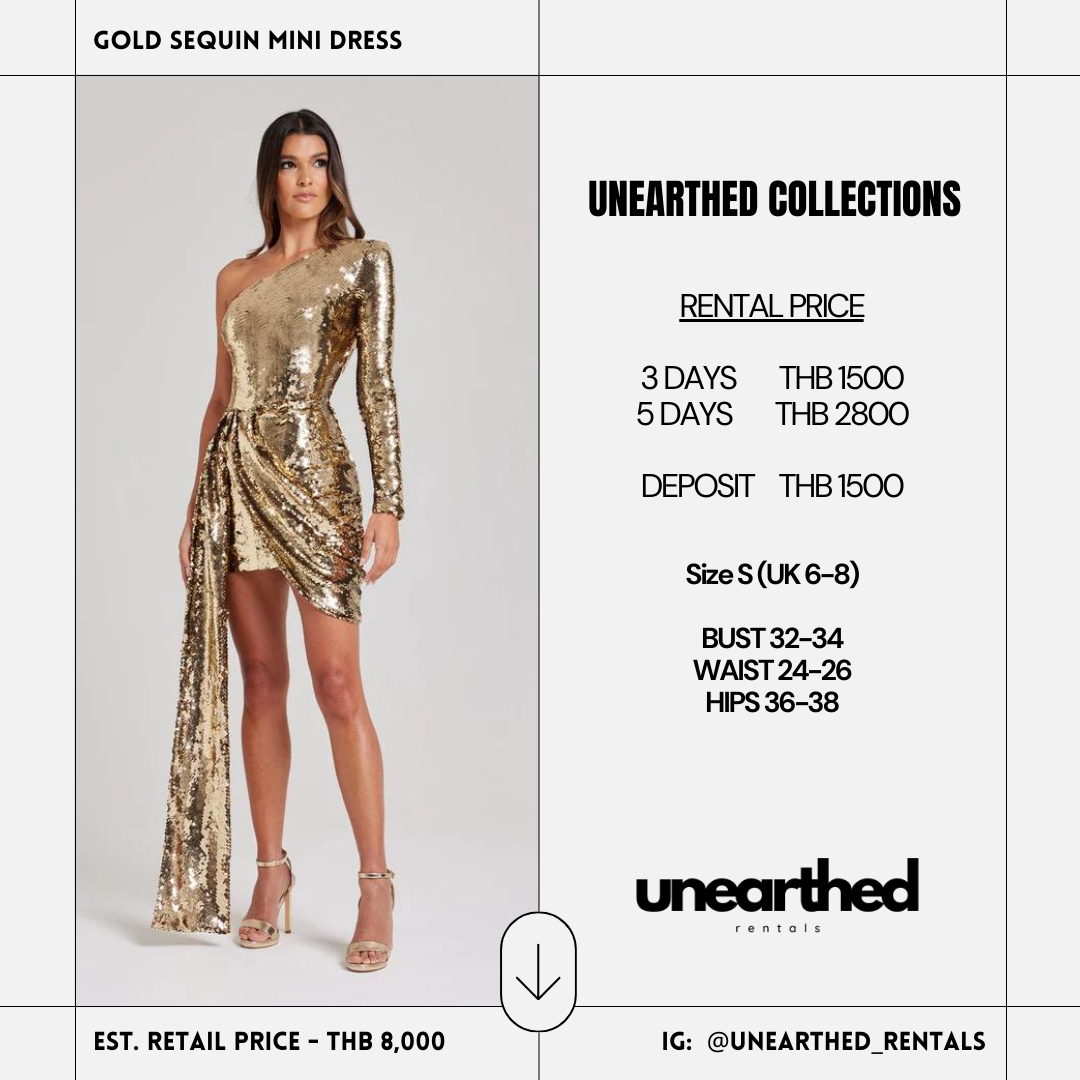 GOLD SEQUIN MINI DRESS
UNEARTHED COLLECTIONS
RENTAL PRICE
3 DAYS THB 1500
5 DAYS THB 2800
DEPOSIT THB 1500
Size S (UK 6-8)
BUST 32-34
WAIST 24-26
HIPS 36-38
unearthed
rentals
EST. RETAIL PRICE - THB 8,000
IG: @UNEARTHED_RENTALS